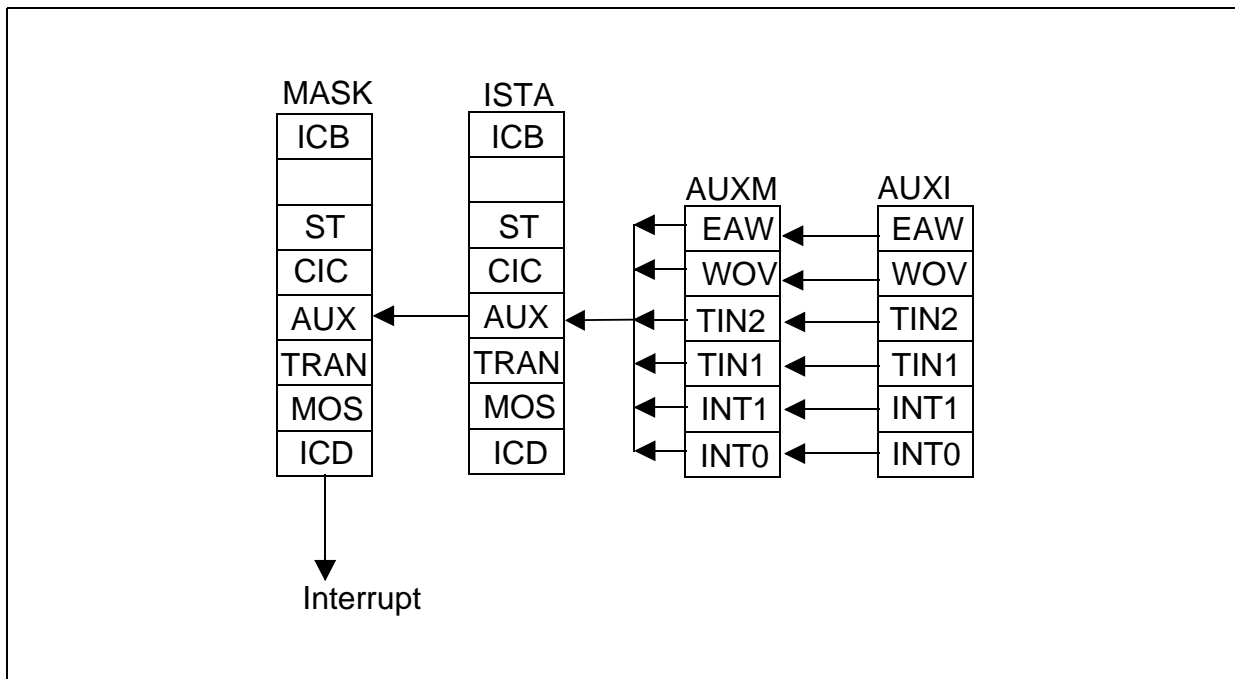 MASK
ICB
ST
CIC
AUX
TRAN
MOS
ICD
Interrupt
ISTA
ICB
ST
CIC
AUX
TRAN
MOS
ICD
AUXM
EAW
WOV
TIN2
TIN1
INT1
INT0
AUXI
EAW
WOV
TIN2
TIN1
INT1
INT0